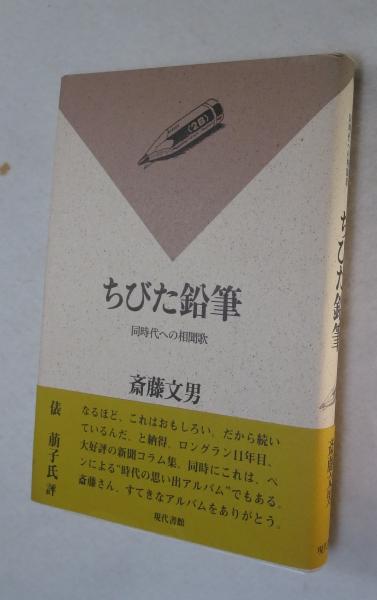 (2B)
ちびた鉛筆
同時代への相聞歌
斎藤文男
俵 萠子氏評
なるほど、これはおもしろい。だから続い
ているんだ、と納得。ロングラン11年目、
大好評の新聞コラム集。同時にこれは、ペ
ンによる“時代の思い出アルバム”でもある。
斎藤さん、すてきなアルバムをありがとう。
現代書館
ちびた鉛筆